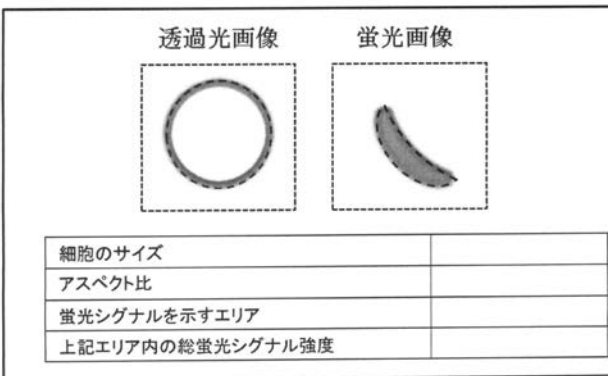 透過光画像 蛍光画像
細胞のサイズ
アスペクト比
蛍光シグナルを示すエリア
上記エリア内の総蛍光シグナル強度